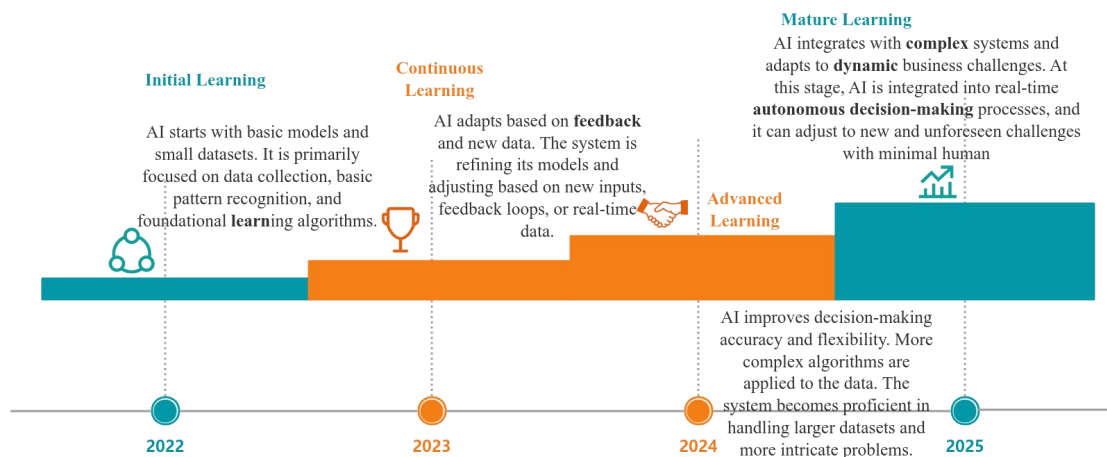 Initial Learning
AI starts with basic models and
small datasets. It is primarily
focused on data collection, basic
pattern recognition, and
foundational learning algorithms.
Continuous
Learning
AI adapts based on feedback
and new data. The system is
refining its models and
adjusting based on new inputs,
feedback loops, or real-time
data.
Advanced
Learning
AI improves decision-making
accuracy and flexibility. More
complex algorithms are
applied to the data. The
system becomes proficient in
handling larger datasets and
more intricate problems.
Mature Learning
AI integrates with complex systems and
adapts to dynamic business challenges. At
this stage, AI is integrated into real-time
autonomous decision-making processes, and
it can adjust to new and unforeseen challenges
with minimal human
2022
2023
2024
2025